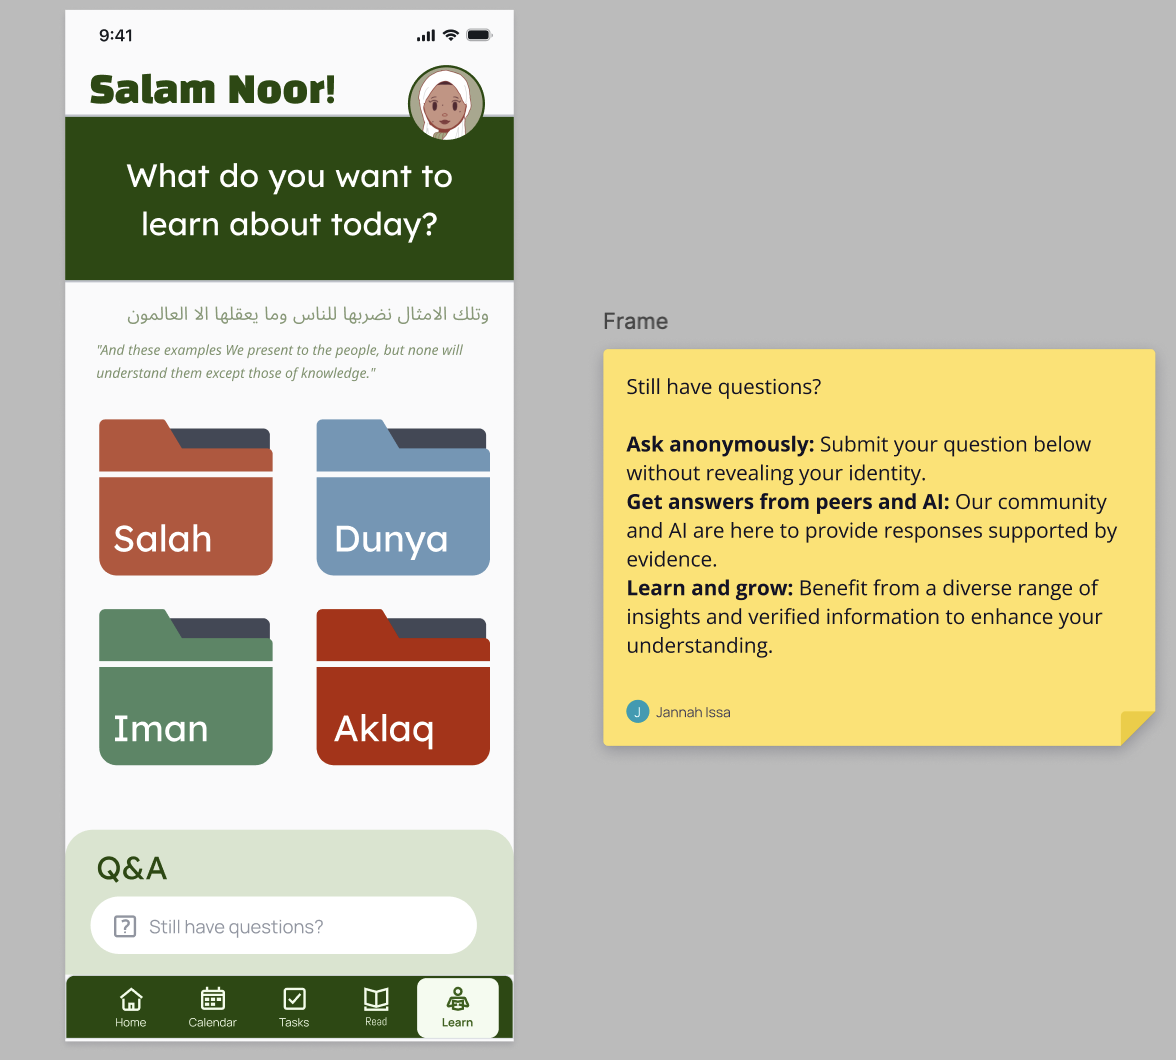 9:41
Salam Noor!
What do you want to
learn about today?
وتلك الامثال نضربها للناس وما يعقلها الا العالمون
"And these examples We present to the people, but none will
understand them except those of knowledge."
Salah
Dunya
Iman
Aklaq
Q&A
?
Still have questions?
Home
Calendar
Tasks
Read
Learn
Frame
Still have questions?
Ask anonymously: Submit your question below
without revealing your identity.
Get answers from peers and AI: Our community
and AI are here to provide responses supported by
evidence.
Learn and grow: Benefit from a diverse range of
insights and verified information to enhance your
understanding.
J
Jannah Issa